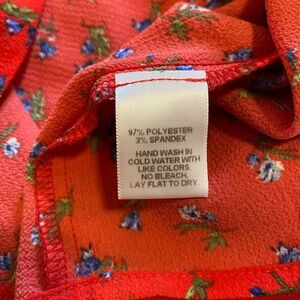 97% POLYESTER
3% SPANDEX
HAND WASH IN
COLD WATER WITH
LIKE COLORS.
NO BLEACH.
LAY FLAT TO DRY.